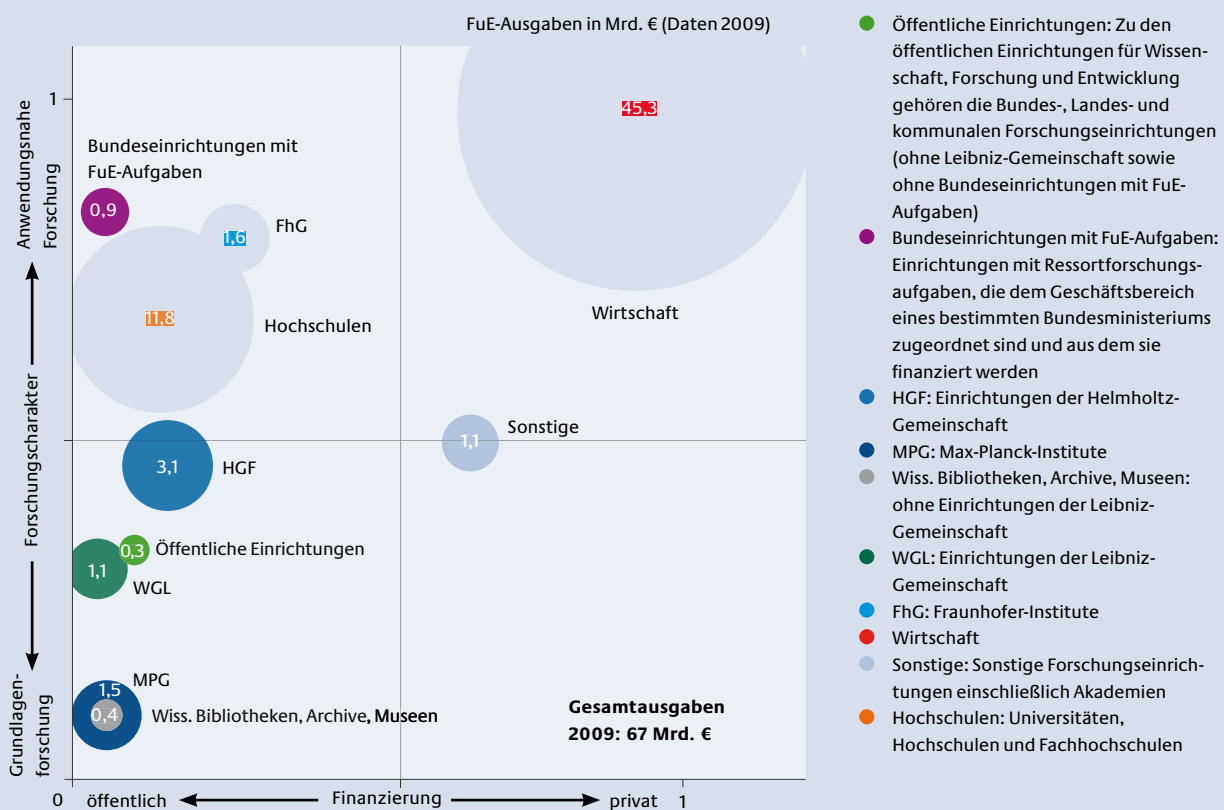 FuE-Ausgaben in Mrd. € (Daten 2009)
1
Anwendungsnahe
Forschung
Forschungscharakter
Grundlagen-
forschung
45,3
Wirtschaft
Bundeseinrichtungen mit
FuE-Aufgaben
0,9
1,6
FhG
11,8
Hochschulen
1,1
Sonstige
3,1
HGF
0,3
Öffentliche Einrichtungen
1,1
WGL
MPG
1,5
0,4
Wiss. Bibliotheken, Archive, Museen
Gesamtausgaben
2009: 67 Mrd. €
0
öffentlich
Finanzierung
privat
1
Öffentliche Einrichtungen: Zu den
öffentlichen Einrichtungen für Wissen-
schaft, Forschung und Entwicklung
gehören die Bundes-, Landes- und
kommunalen Forschungseinrichtungen
(ohne Leibniz-Gemeinschaft sowie
ohne Bundeseinrichtungen mit FuE-
Aufgaben)
Bundeseinrichtungen mit FuE-Aufgaben:
Einrichtungen mit Ressortforschungs-
aufgaben, die dem Geschäftsbereich
eines bestimmten Bundesministeriums
zugeordnet sind und aus dem sie
finanziert werden
HGF: Einrichtungen der Helmholtz-
Gemeinschaft
MPG: Max-Planck-Institute
Wiss. Bibliotheken, Archive, Museen:
ohne Einrichtungen der Leibniz-
Gemeinschaft
WGL: Einrichtungen der Leibniz-
Gemeinschaft
FhG: Fraunhofer-Institute
Wirtschaft
Sonstige: Sonstige Forschungseinrich-
tungen einschließlich Akademien
Hochschulen: Universitäten,
Hochschulen und Fachhochschulen